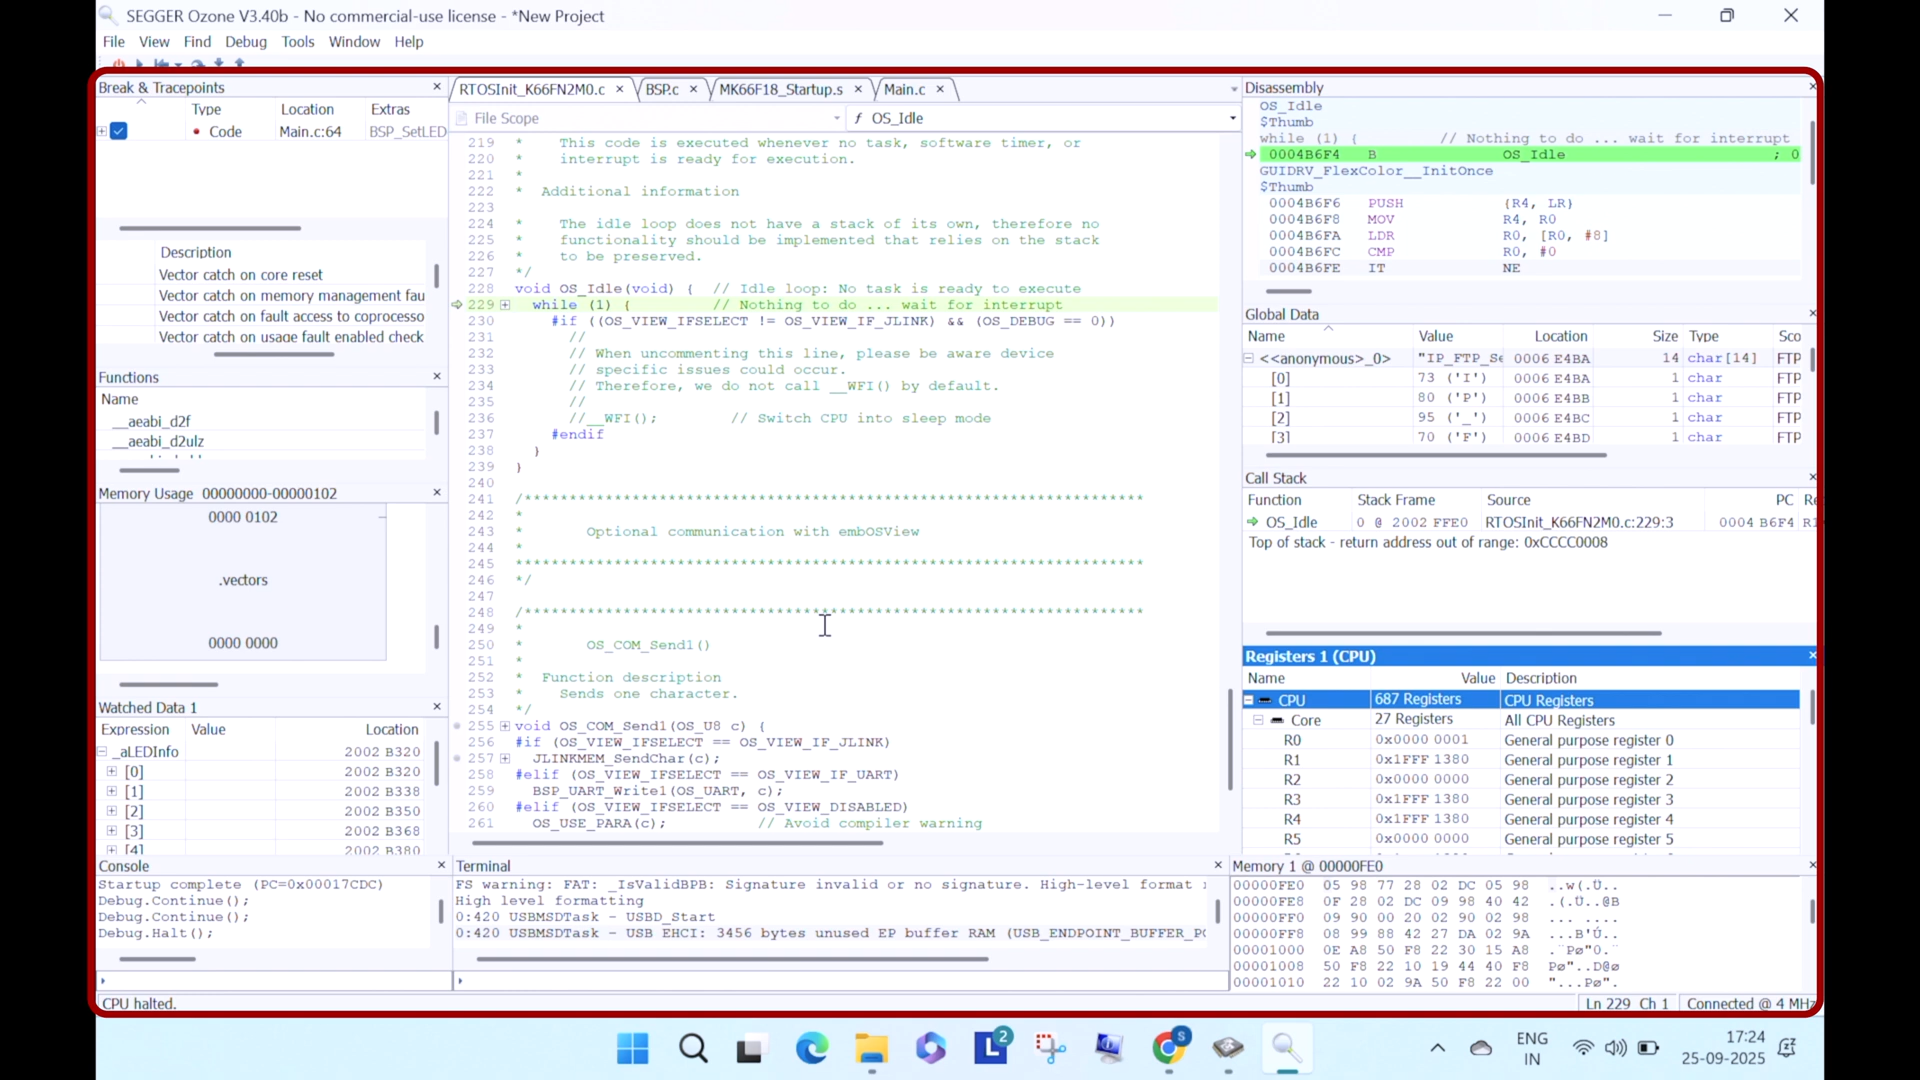 SEGGER Ozone V3.40b - No commercial-use license - *New Project
File View Find Debug Tools Window Help
Break & Tracepoints
Type Location Extras
Code Main.c:64 BSP_SetLED
Description
Vector catch on core reset
Vector catch on memory management fau
Vector catch on fault access to coprocesso
Vector catch on usage fault enabled check
Functions
Name
__aeabi_d2f
__aeabi_d2ulz
Memory Usage 00000000-00000102
0000 0102
.vectors
0000 0000
Watched Data 1
Expression Value Location
_aLEDInfo 2002 B320
[0] 2002 B320
[1] 2002 B338
[2] 2002 B350
[3] 2002 B368
[4] 2002 B380
RTOSInit_K66FN2M0.c BSP.c MK66F18_Startup.s Main.c
File Scope f OS_Idle
219 * This code is executed whenever no task, software timer, or
220 * interrupt is ready for execution.
221 *
222 * Additional information
223
224 * The idle loop does not have a stack of its own, therefore no
225 * functionality should be implemented that relies on the stack
226 * to be preserved.
227 */
228 void OS_Idle(void) { // Idle loop: No task is ready to execute
229 while (1) { // Nothing to do ... wait for interrupt
230 #if ((OS_VIEW_IFSELECT != OS_VIEW_IF_JLINK) && (OS_DEBUG == 0))
231 //
232 // When uncommenting this line, please be aware device
233 // specific issues could occur.
234 // Therefore, we do not call __WFI() by default.
235 //
236 //__WFI(); // Switch CPU into sleep mode
237 #endif
238 }
239 }
240
241 /**********************************************************************
242 *
243 * Optional communication with embOSView
244 *
245 **********************************************************************
246 */
247
248 /**********************************************************************
249 *
250 * OS_COM_Send1()
251 *
252 * Function description
253 * Sends one character.
254 */
255 void OS_COM_Send1(OS_U8 c) {
256 #if (OS_VIEW_IFSELECT == OS_VIEW_IF_JLINK)
257 JLINKMEM_SendChar(c);
258 #elif (OS_VIEW_IFSELECT == OS_VIEW_IF_UART)
259 BSP_UART_Write1(OS_UART, c);
260 #elif (OS_VIEW_IFSELECT == OS_VIEW_DISABLED)
261 OS_USE_PARA(c); // Avoid compiler warning
Disassembly
OS_Idle
$Thumb
while (1) { // Nothing to do ... wait for interrupt
0004B6F4 B OS_Idle ; 0
GUIDRV_FlexColor__InitOnce
$Thumb
0004B6F6 PUSH {R4, LR}
0004B6F8 MOV R4, R0
0004B6FA LDR R0, [R0, #8]
0004B6FC CMP R0, #0
0004B6FE IT NE
Global Data
Name Value Location Size Type Sco
<<anonymous>_0> "IP_FTP_Se 0006 E4BA 14 char[14] FTP
[0] 73 ('I') 0006 E4BA 1 char FTP
[1] 80 ('P') 0006 E4BB 1 char FTP
[2] 95 ('_') 0006 E4BC 1 char FTP
[3] 70 ('F') 0006 E4BD 1 char FTP
Call Stack
Function Stack Frame Source PC Re
OS_Idle 0 @ 2002 FFE0 RTOSInit_K66FN2M0.c:229:3 0004 B6F4 R1
Top of stack - return address out of range: 0xCCCC0008
Registers 1 (CPU)
Name Value Description
CPU 687 Registers CPU Registers
Core 27 Registers All CPU Registers
R0 0x0000 0001 General purpose register 0
R1 0x1FFF 1380 General purpose register 1
R2 0x0000 0000 General purpose register 2
R3 0x1FFF 1380 General purpose register 3
R4 0x1FFF 1380 General purpose register 4
R5 0x0000 0000 General purpose register 5
Console
Startup complete (PC=0x00017CDC)
Debug.Continue();
Debug.Continue();
Debug.Halt();
Terminal
FS warning: FAT: _IsValidBPB: Signature invalid or no signature. High-level format
High level formatting
0:420 USBMSDTask - USBD_Start
0:420 USBMSDTask - USB EHCI: 3456 bytes unused EP buffer RAM (USB_ENDPOINT_BUFFER_PO
Memory 1 @ 00000FE0
00000FE0 05 98 77 28 02 DC 05 98 ..w(.Ü..
00000FE8 0F 28 02 DC 09 98 40 42 .(.Ü..@B
00000FF0 09 90 00 20 02 90 02 98 ... ....
00000FF8 08 99 88 42 27 DA 02 9A ...B'Ú..
00001000 0E A8 50 F8 22 30 15 A8 .¨Pø"0.¨
00001008 50 F8 22 10 19 44 40 F8 Pø"..D@ø
00001010 22 10 02 9A 50 F8 22 00 "...Pø".
CPU halted.
Ln 229 Ch 1 Connected @ 4 MHz
2
S
ENG
IN
17:24
25-09-2025